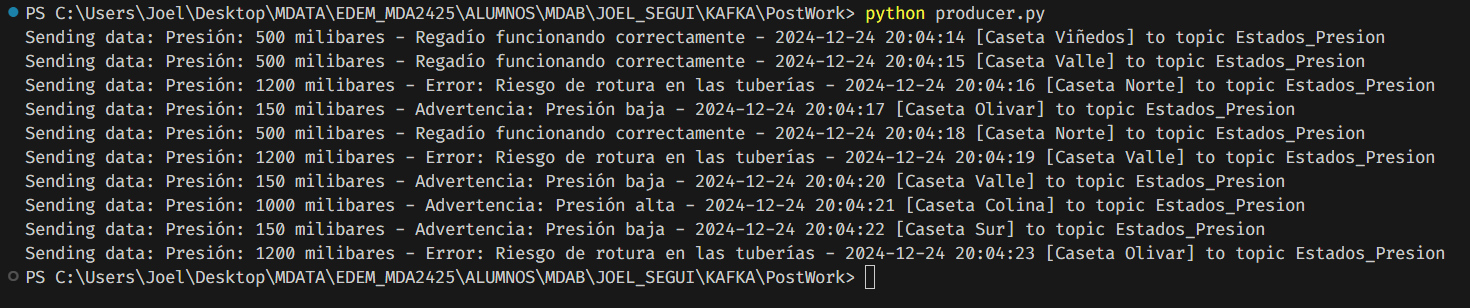 PS C:\Users\Joel\Desktop\MDATA\EDEM_MDA2425\ALUMNOS\MDAB\JOEL_SEGUI\KAFKA\PostWork> python producer.py
Sending data: Presión: 500 milibares - Regadío funcionando correctamente - 2024-12-24 20:04:14 [Caseta Viñedos] to topic Estados_Presion
Sending data: Presión: 500 milibares - Regadío funcionando correctamente - 2024-12-24 20:04:15 [Caseta Valle] to topic Estados_Presion
Sending data: Presión: 1200 milibares - Error: Riesgo de rotura en las tuberías - 2024-12-24 20:04:16 [Caseta Norte] to topic Estados_Presion
Sending data: Presión: 150 milibares - Advertencia: Presión baja - 2024-12-24 20:04:17 [Caseta Olivar] to topic Estados_Presion
Sending data: Presión: 500 milibares - Regadío funcionando correctamente - 2024-12-24 20:04:18 [Caseta Norte] to topic Estados_Presion
Sending data: Presión: 1200 milibares - Error: Riesgo de rotura en las tuberías - 2024-12-24 20:04:19 [Caseta Valle] to topic Estados_Presion
Sending data: Presión: 150 milibares - Advertencia: Presión baja - 2024-12-24 20:04:20 [Caseta Valle] to topic Estados_Presion
Sending data: Presión: 1000 milibares - Advertencia: Presión alta - 2024-12-24 20:04:21 [Caseta Colina] to topic Estados_Presion
Sending data: Presión: 150 milibares - Advertencia: Presión baja - 2024-12-24 20:04:22 [Caseta Sur] to topic Estados_Presion
Sending data: Presión: 1200 milibares - Error: Riesgo de rotura en las tuberías - 2024-12-24 20:04:23 [Caseta Olivar] to topic Estados_Presion
PS C:\Users\Joel\Desktop\MDATA\EDEM_MDA2425\ALUMNOS\MDAB\JOEL_SEGUI\KAFKA\PostWork>